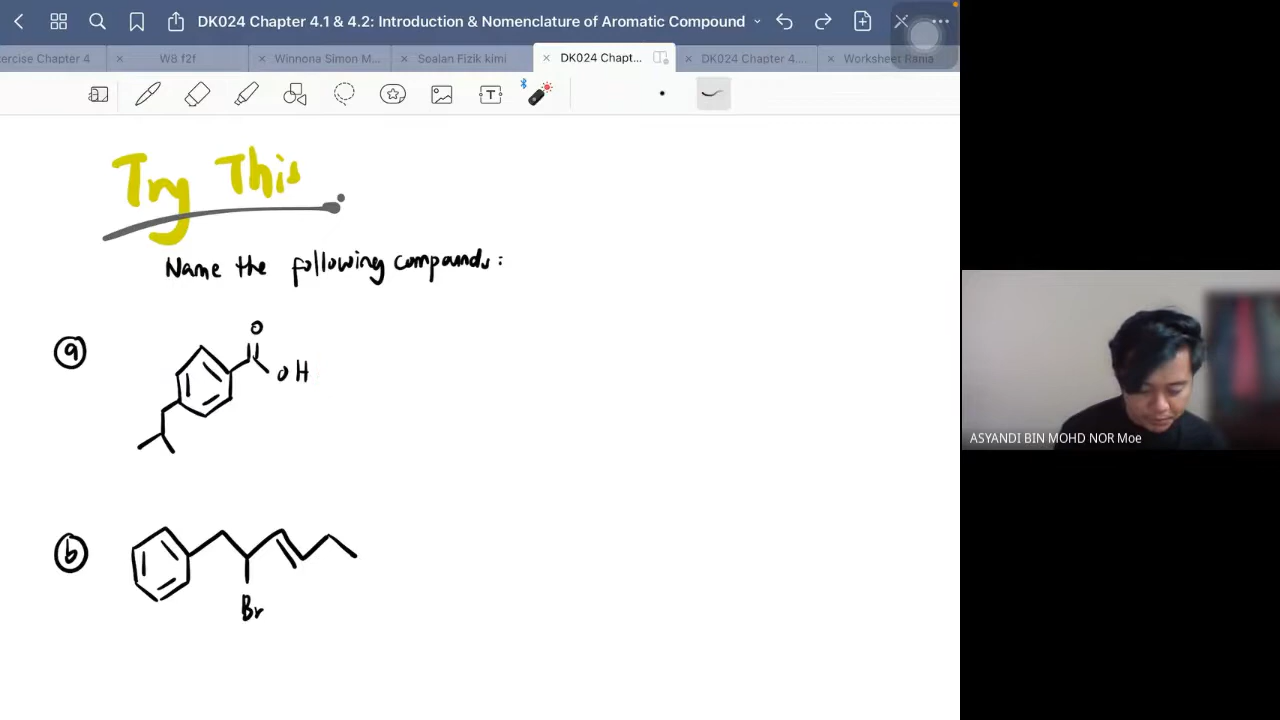 DK024 Chapter 4.1 & 4.2: Introduction & Nomenclature of Aromatic Compound
ercise Chapter 4
W8 f2f
Winnona Simon M...
Soalan Fizik kimi
DK024 Chapt...
DK024 Chapter 4....
Worksheet Rania
T
Try This
Name the following compounds:
a
O
OH
b
Br
ASYANDI BIN MOHD NOR Moe